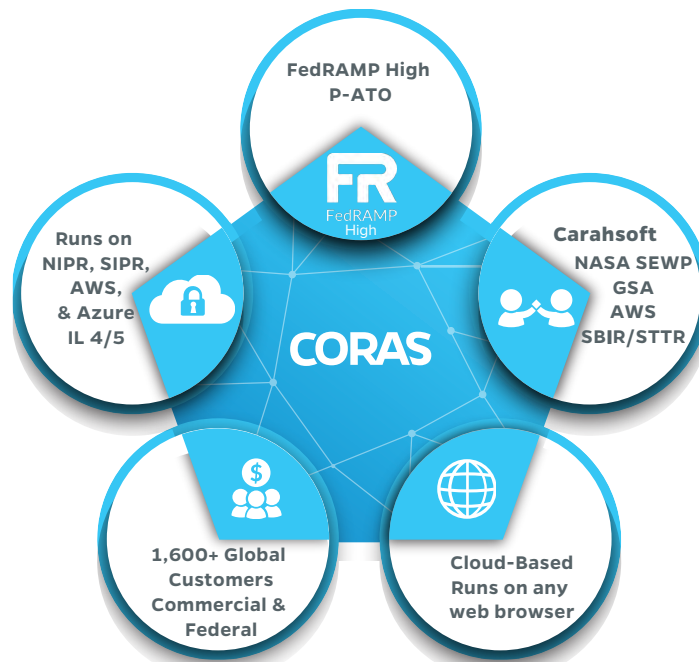 FedRAMP High
P-ATO
FR
FedRAMP
High
Runs on
NIPR, SIPR,
AWS,
& Azure
IL 4/5
Carahsoft
NASA SEWP
GSA
AWS
SBIR/STTR
CORAS
$
1,600+ Global
Customers
Commercial &
Federal
Cloud-Based
Runs on any
web browser